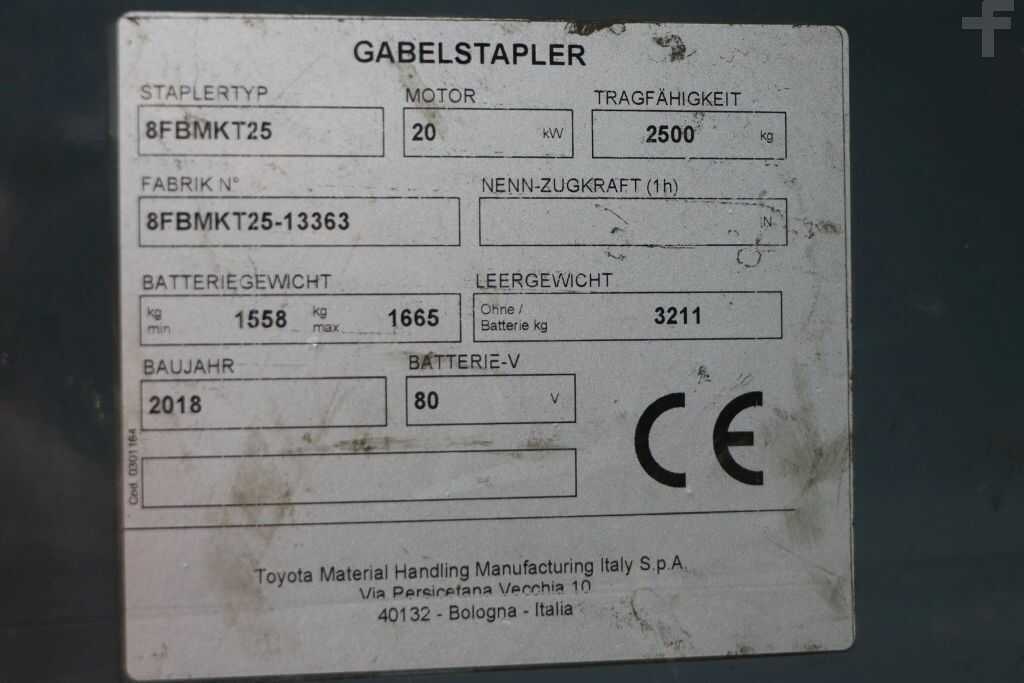 GABELSTAPLER
STAPLERTYP MOTOR TRAGFÄHIGKEIT
8FBMKT25 20 kW 2500 kg
FABRIK N° NENN-ZUGKRAFT (1h)
8FBMKT25-13363 N
BATTERIEGEWICHT LEERGEWICHT
kg min 1558 kg max 1665 Ohne / Batterie kg 3211
BAUJAHR BATTERIE-V
2018 80 V
CE
Cod. 0301164
Toyota Material Handling Manufacturing Italy S.p.A.
Via Persicetana Vecchia 10
40132 - Bologna - Italia
f